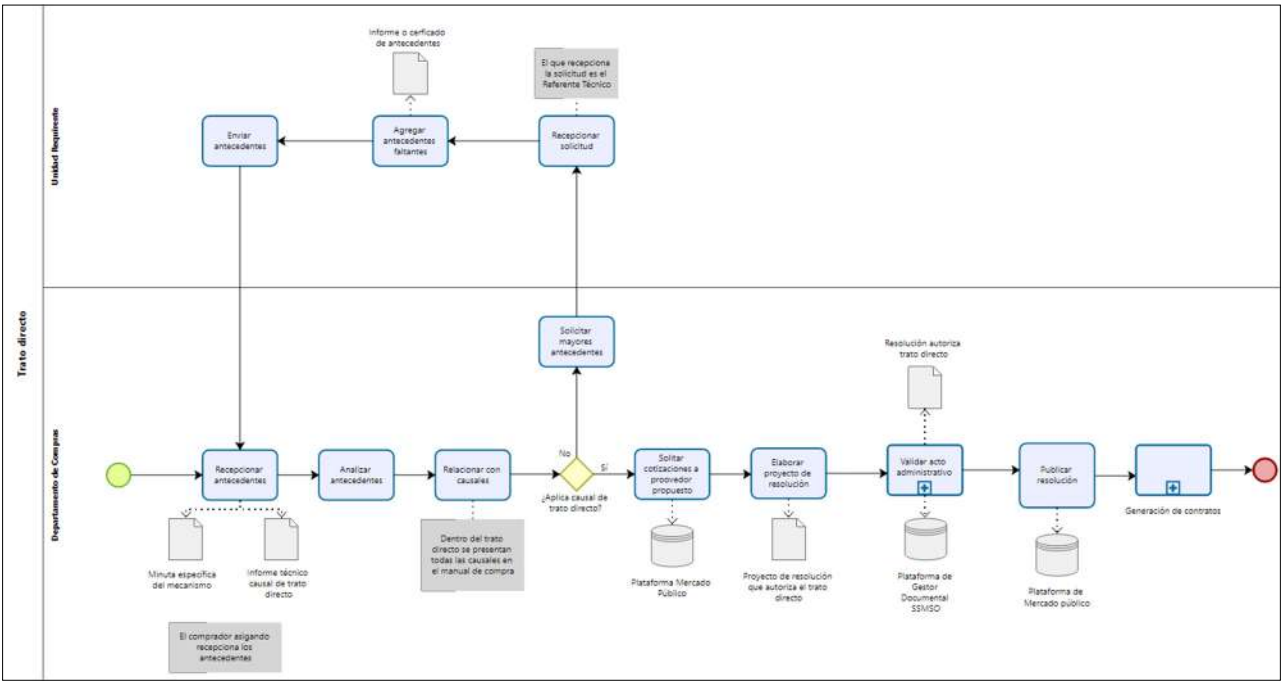 Trato directo
Unidad Requirente
Informe o cerficado
de antecedentes
El que recepciona
la solicitud es el
Referente Técnico
Enviar
antecedentes
Agregar
antecedentes
faltantes
Recepcionar
solicitud
Departamento de Compras
Solicitar
mayores
antecedentes
Resolución autoriza
trato directo
Recepcionar
antecedentes
Analizar
antecedentes
Relacionar con
causales
No
Sí
¿Aplica causal de
trato directo?
Solitar
cotizaciones a
proovedor
propuesto
Elaborar
proyecto de
resolución
Validar acto
administrativo
Publicar
resolución
Generación de contratos
Minuta específica
del mecanismo
Informe técnico
causal de trato
directo
Dentro del trato
directo se presentan
todas las causales en
el manual de compra
Plataforma Mercado
Público
Proyecto de resolución
que autoriza el trato
directo
Plataforma de
Gestor
Documental
SSMSO
Plataforma de
Mercado público
El comprador asigando
recepciona los
antecedentes